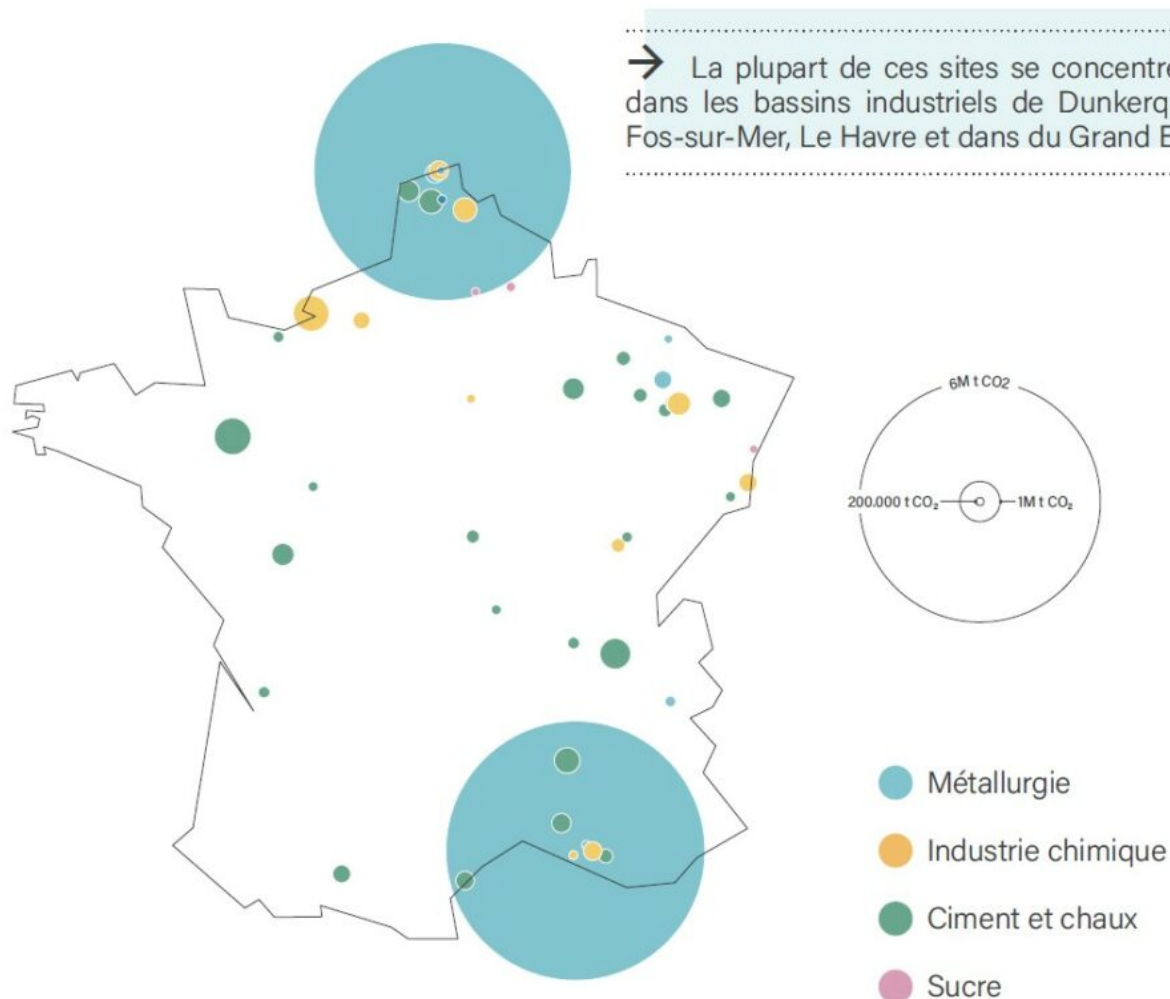 → La plupart de ces sites se concentre
dans les bassins industriels de Dunkerq
Fos-sur-Mer, Le Havre et dans du Grand E
6M t CO2
200.000 t CO₂
1M t CO₂
Métallurgie
Industrie chimique
Ciment et chaux
Sucre